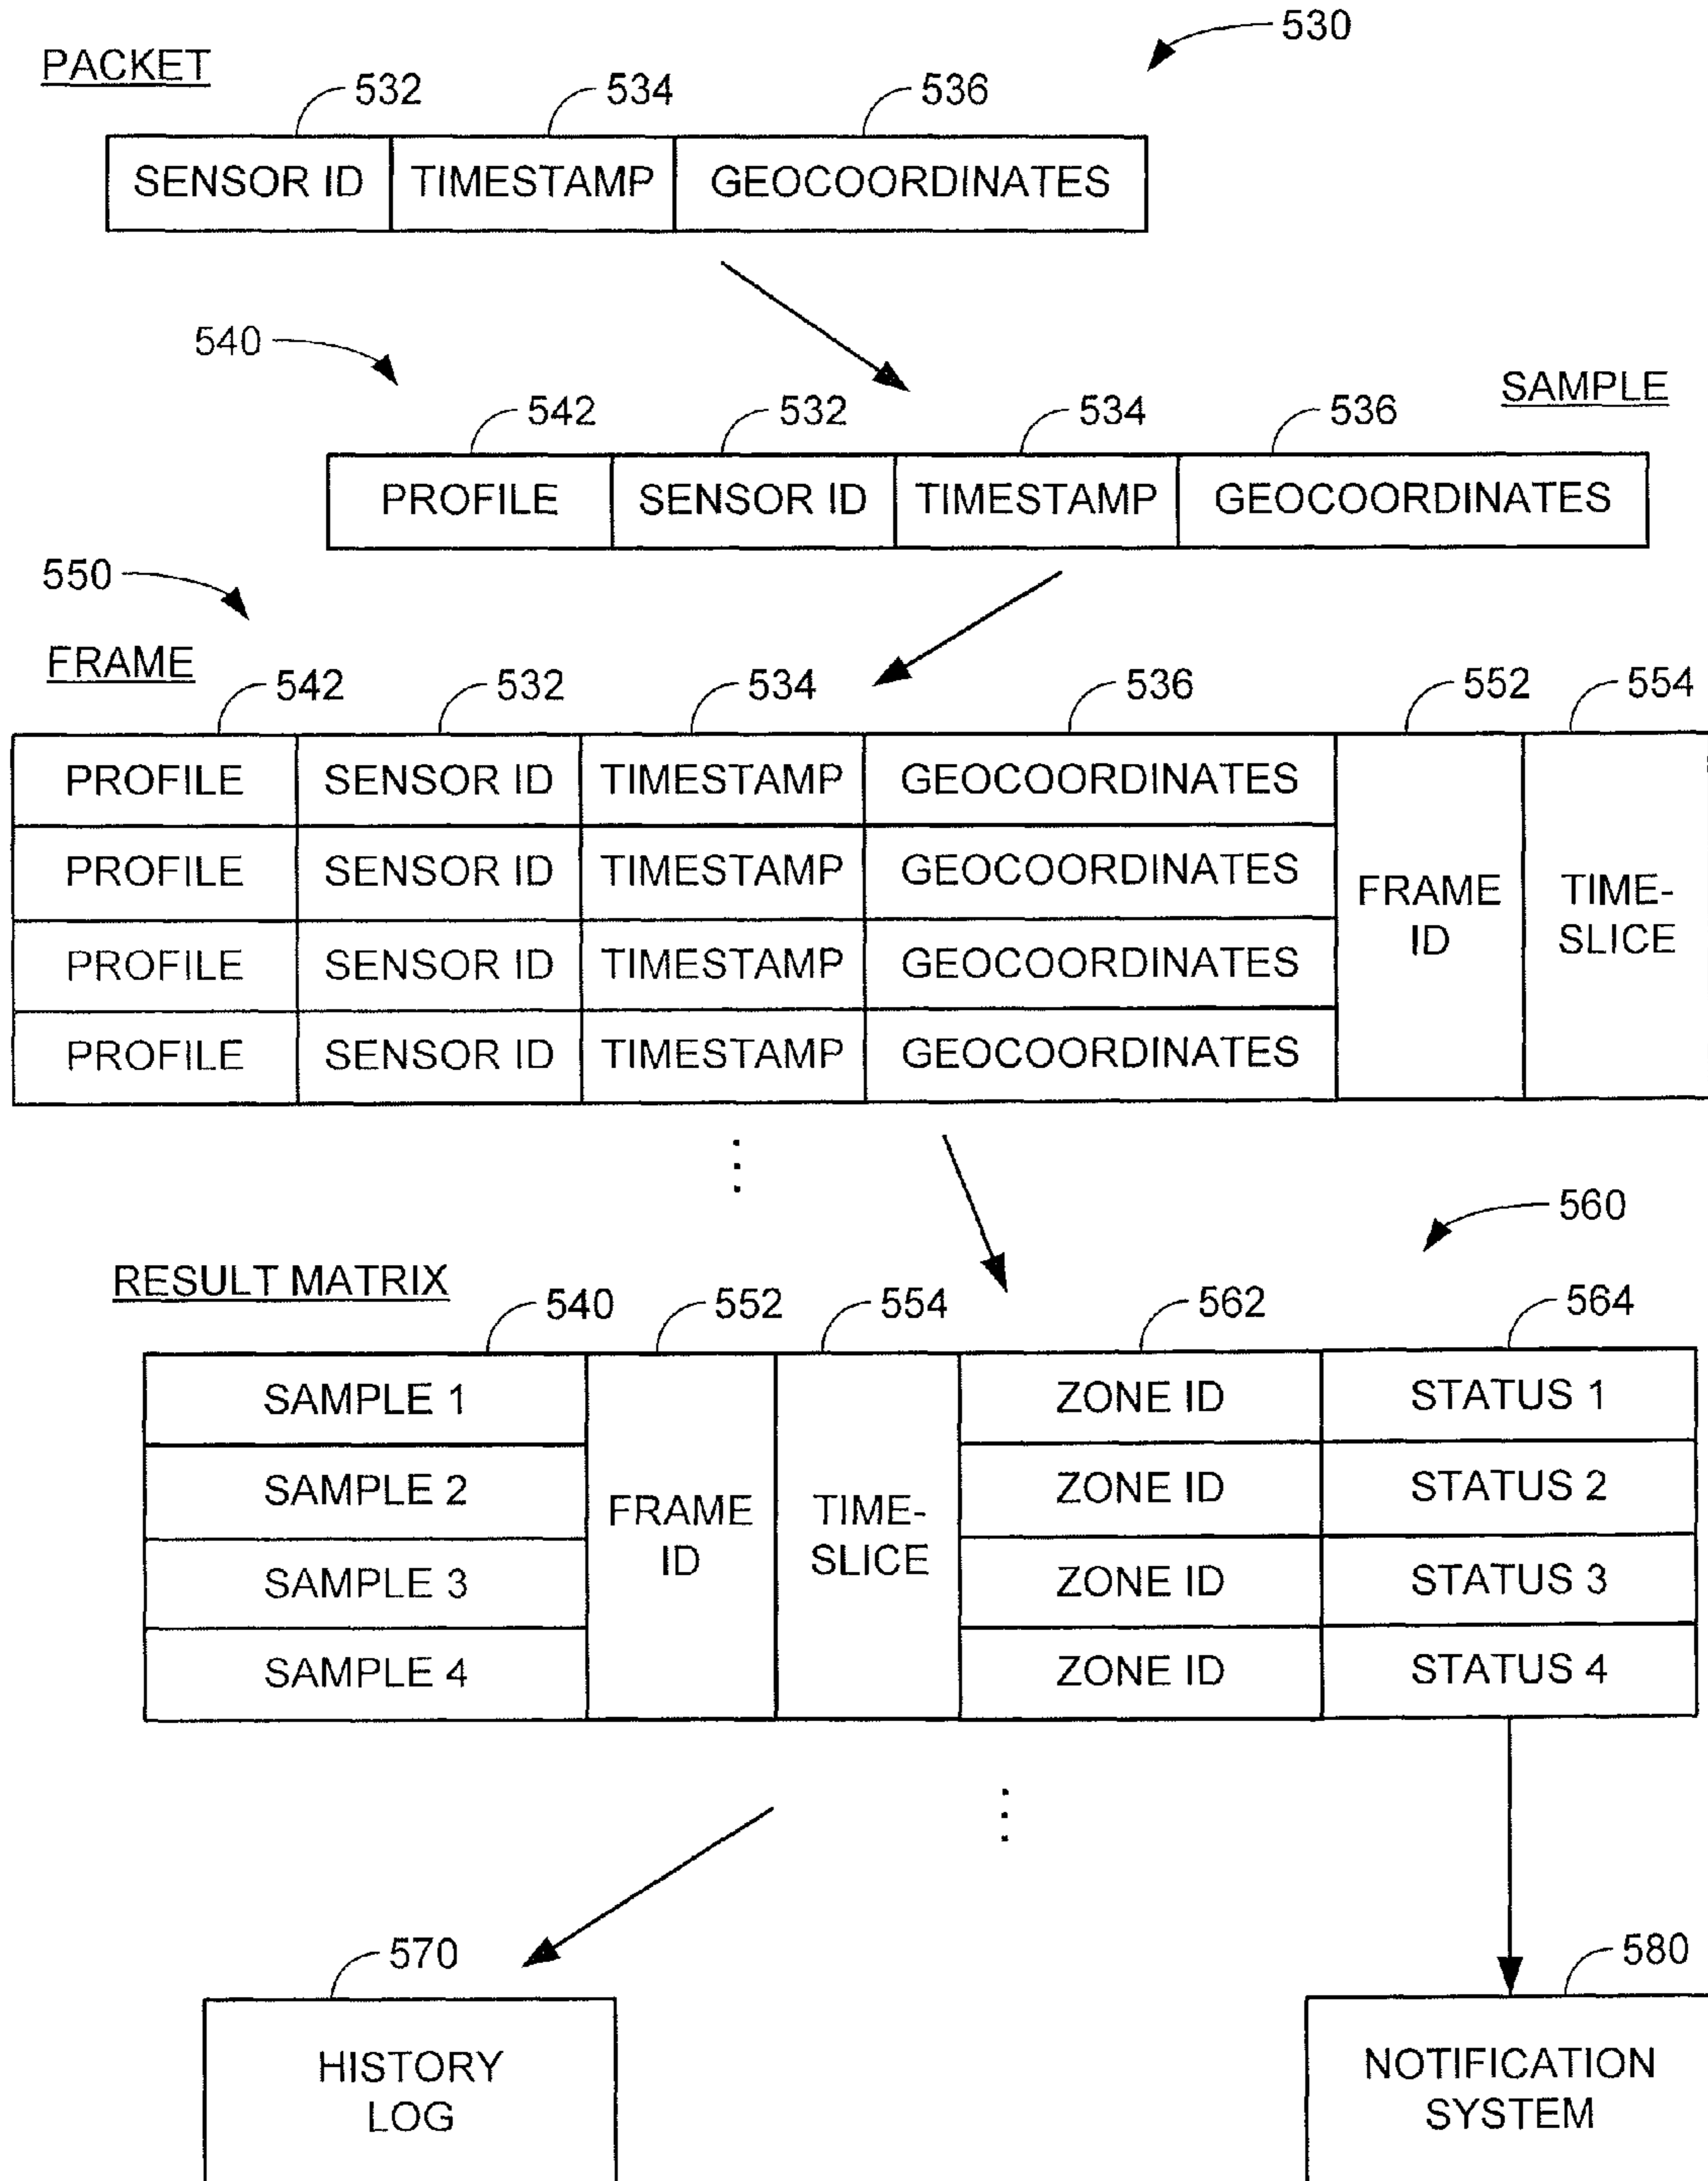 530
PACKET
532 534 536
SENSOR ID TIMESTAMP GEOCOORDINATES
540
SAMPLE
542 532 534 536
PROFILE SENSOR ID TIMESTAMP GEOCOORDINATES
550
FRAME
542 532 534 536 552 554
PROFILE SENSOR ID TIMESTAMP GEOCOORDINATES
PROFILE SENSOR ID TIMESTAMP GEOCOORDINATES
PROFILE SENSOR ID TIMESTAMP GEOCOORDINATES
PROFILE SENSOR ID TIMESTAMP GEOCOORDINATES
FRAME
ID
TIME-
SLICE
560
RESULT MATRIX
540 552 554 562 564
SAMPLE 1
SAMPLE 2
SAMPLE 3
SAMPLE 4
FRAME
ID
TIME-
SLICE
ZONE ID STATUS 1
ZONE ID STATUS 2
ZONE ID STATUS 3
ZONE ID STATUS 4
570
HISTORY
LOG
580
NOTIFICATION
SYSTEM